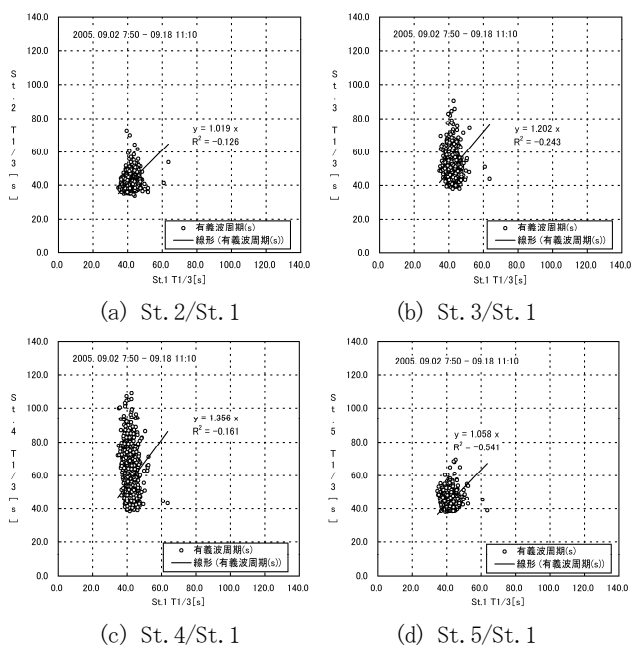 140.0
2005. 09.02 7:50 - 09.18 11:10
120.0
100.0
80.0
60.0
40.0
20.0
0.0
St.2 T1/3[s]
y = 1.019 x
R² = -0.126
有義波周期(s)
線形 (有義波周期(s))
0.0 20.0 40.0 60.0 80.0 100.0 120.0 140.0
St.1 T1/3[s]
(a) St.2/St.1
140.0
2005. 09.02 7:50 - 09.18 11:10
120.0
100.0
80.0
60.0
40.0
20.0
0.0
St.3 T1/3[s]
y = 1.202 x
R² = -0.243
有義波周期(s)
線形 (有義波周期(s))
0.0 20.0 40.0 60.0 80.0 100.0 120.0 140.0
St.1 T1/3[s]
(b) St.3/St.1
140.0
2005. 09.02 7:50 - 09.18 11:10
120.0
100.0
80.0
60.0
40.0
20.0
0.0
St.4 T1/3[s]
y = 1.356 x
R² = -0.161
有義波周期(s)
線形 (有義波周期(s))
0.0 20.0 40.0 60.0 80.0 100.0 120.0 140.0
St.1 T1/3[s]
(c) St.4/St.1
140.0
2005. 09.02 7:50 - 09.18 11:10
120.0
100.0
80.0
60.0
40.0
20.0
0.0
St.5 T1/3[s]
y = 1.058 x
R² = -0.541
有義波周期(s)
線形 (有義波周期(s))
0.0 20.0 40.0 60.0 80.0 100.0 120.0 140.0
St.1 T1/3[s]
(d) St.5/St.1